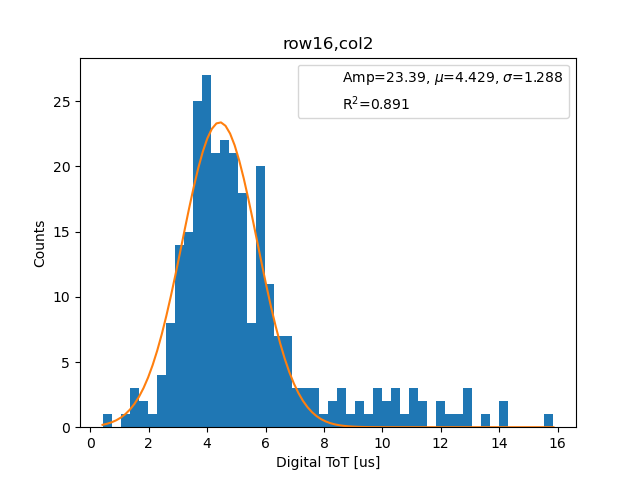 row16,col2
Amp=23.39, μ=4.429, σ=1.288
R²=0.891
25
20
15
10
5
0
Counts
0 2 4 6 8 10 12 14 16
Digital ToT [us]